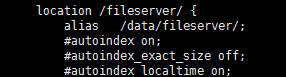 location /fileserver/ {
alias   /data/fileserver/;
#autoindex on;
#autoindex_exact_size off;
#autoindex_localtime on;